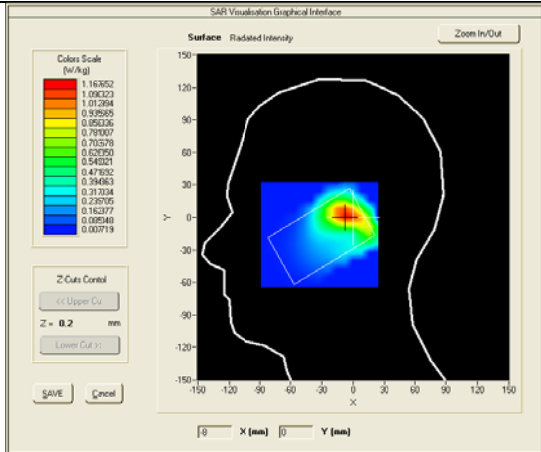 SAR Visualisation Graphical Interface
Surface Radiated Intensity
Zoom In/Out
Colors Scale
(W/kg)
1.167652
1.090323
1.012994
0.935665
0.858336
0.781007
0.703678
0.626350
0.549021
0.471692
0.394363
0.317034
0.239705
0.162377
0.085048
0.007719
150
120
90
60
30
0
-30
-60
-90
-120
-150
Y
-150 -120 -90 -60 -30 0 30 60 90 120 150
X
Z-Cuts Control
<< Upper Cu
Z = 0.2 mm
Lower Cut >>
SAVE Cancel
-8 X (mm) 0 Y (mm)